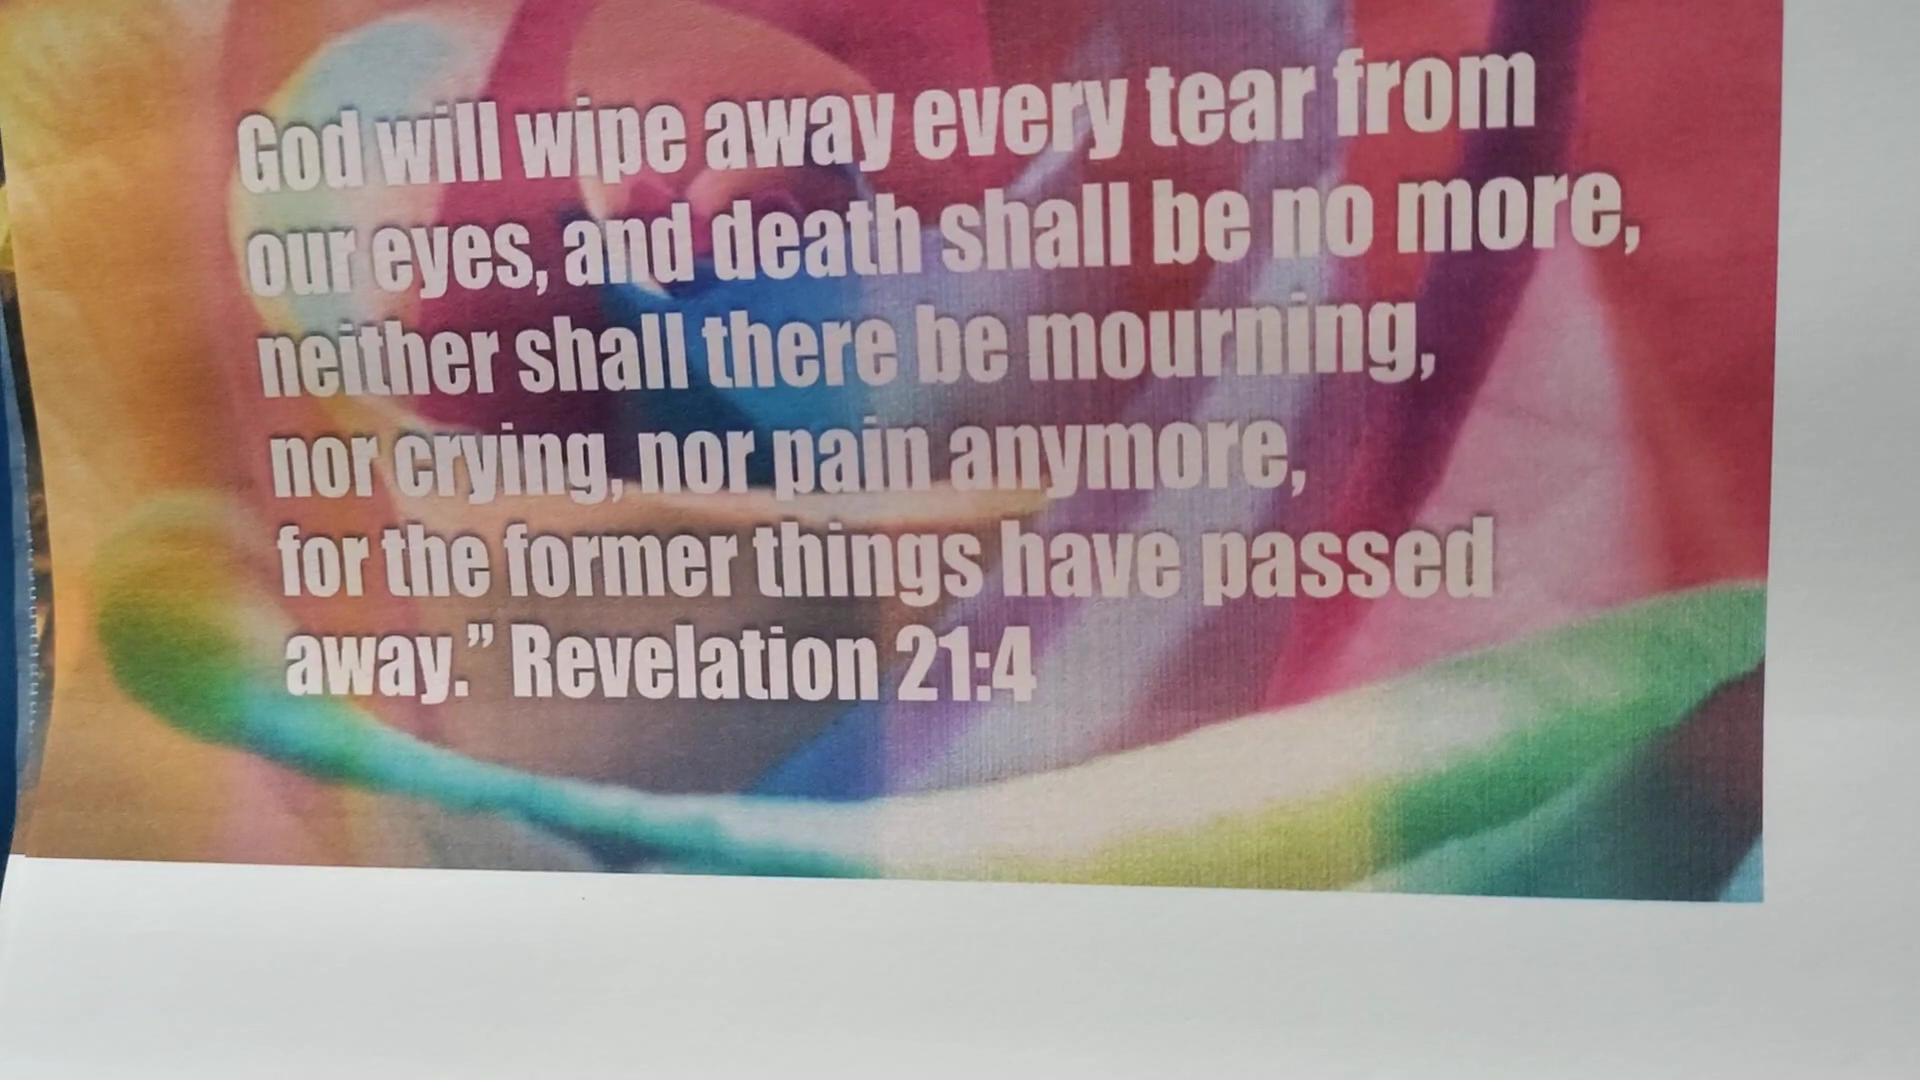 God will wipe away every tear from
our eyes, and death shall be no more,
neither shall there be mourning,
nor crying, nor pain anymore,
for the former things have passed
away.” Revelation 21:4